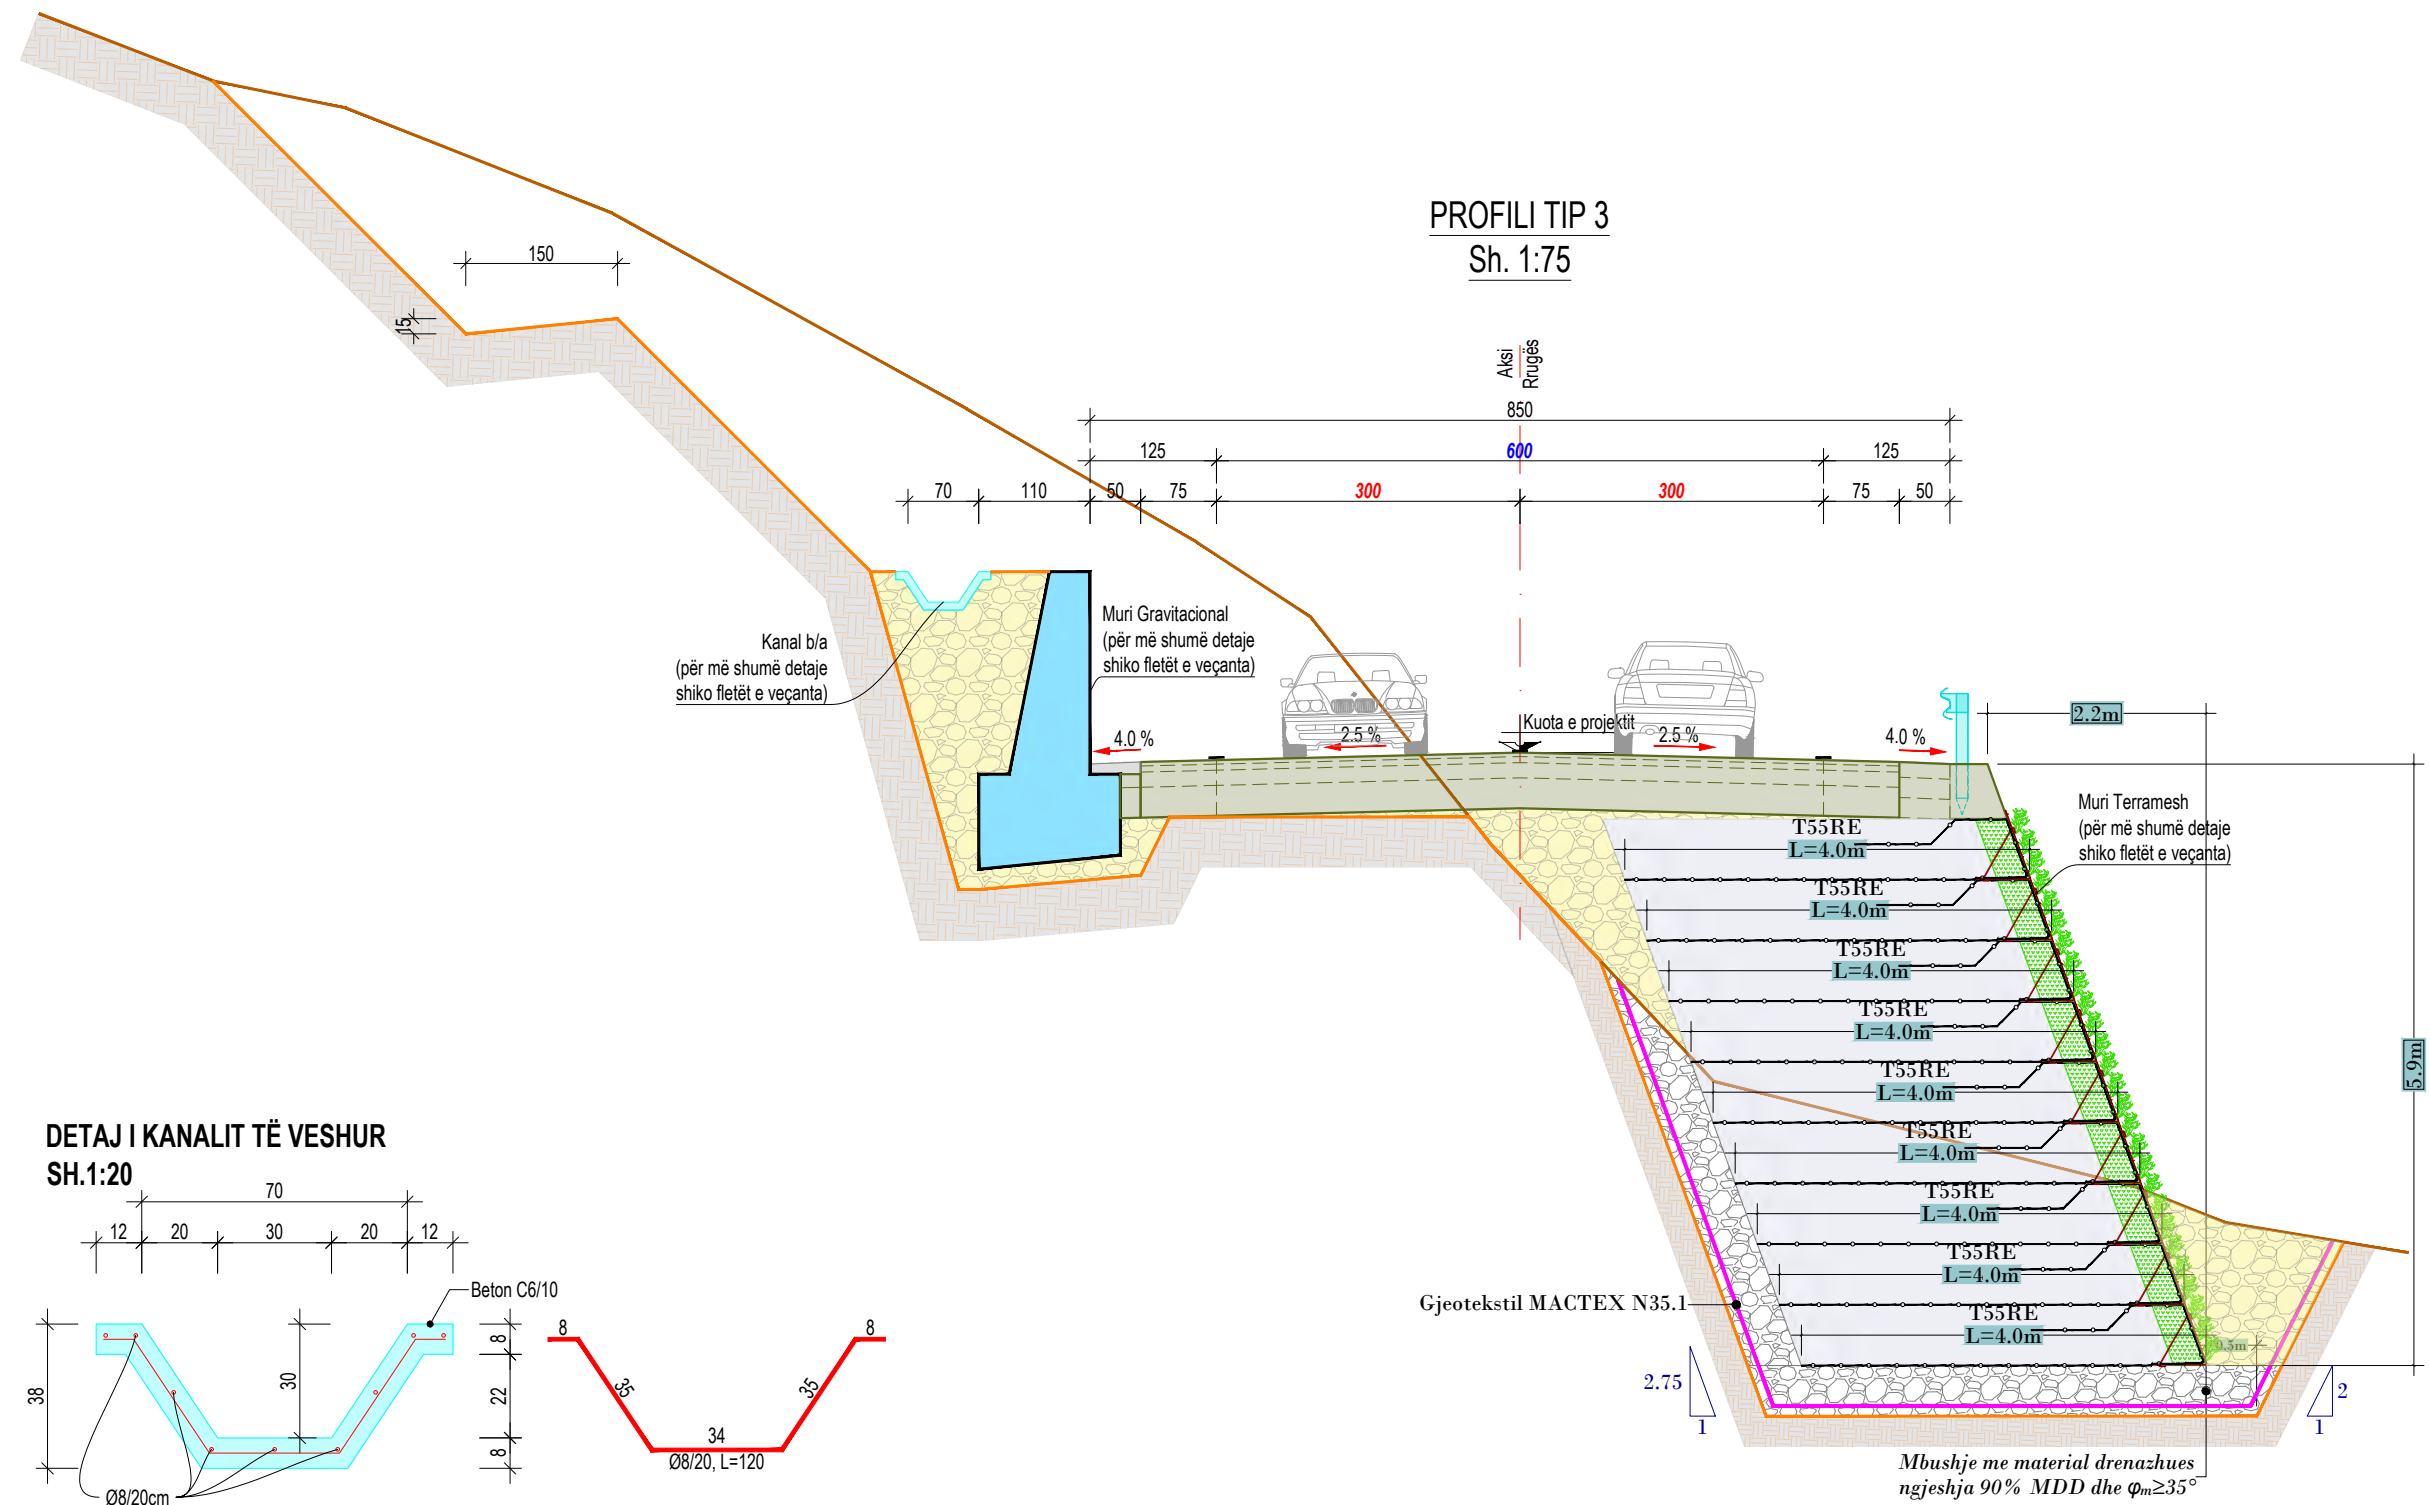 PROFILI TIP 3
Sh. 1:75
150
15
Aksi
Rrugës
850
125
600
125
70
110
50
75
300
300
75
50
Kanal b/a
(për më shumë detaje
shiko fletët e veçanta)
Muri Gravitacional
(për më shumë detaje
shiko fletët e veçanta)
4.0 %
2.5 %
Kuota e projektit
2.5 %
4.0 %
2.2m
Muri Terramesh
(për më shumë detaje
shiko fletët e veçanta)
5.9m
T55RE
L=4.0m
T55RE
L=4.0m
T55RE
L=4.0m
T55RE
L=4.0m
T55RE
L=4.0m
T55RE
L=4.0m
T55RE
L=4.0m
T55RE
L=4.0m
T55RE
L=4.0m
0.5m
Gjeotekstil MACTEX N35.1
2.75
1
2
1
Mbushje me material drenazhues
ngjeshja 90% MDD dhe φm≥35°
DETAJ I KANALIT TË VESHUR
SH.1:20
70
12
20
30
20
12
Beton C6/10
38
30
8
22
8
Ø8/20cm
8
8
35
35
34
Ø8/20, L=120